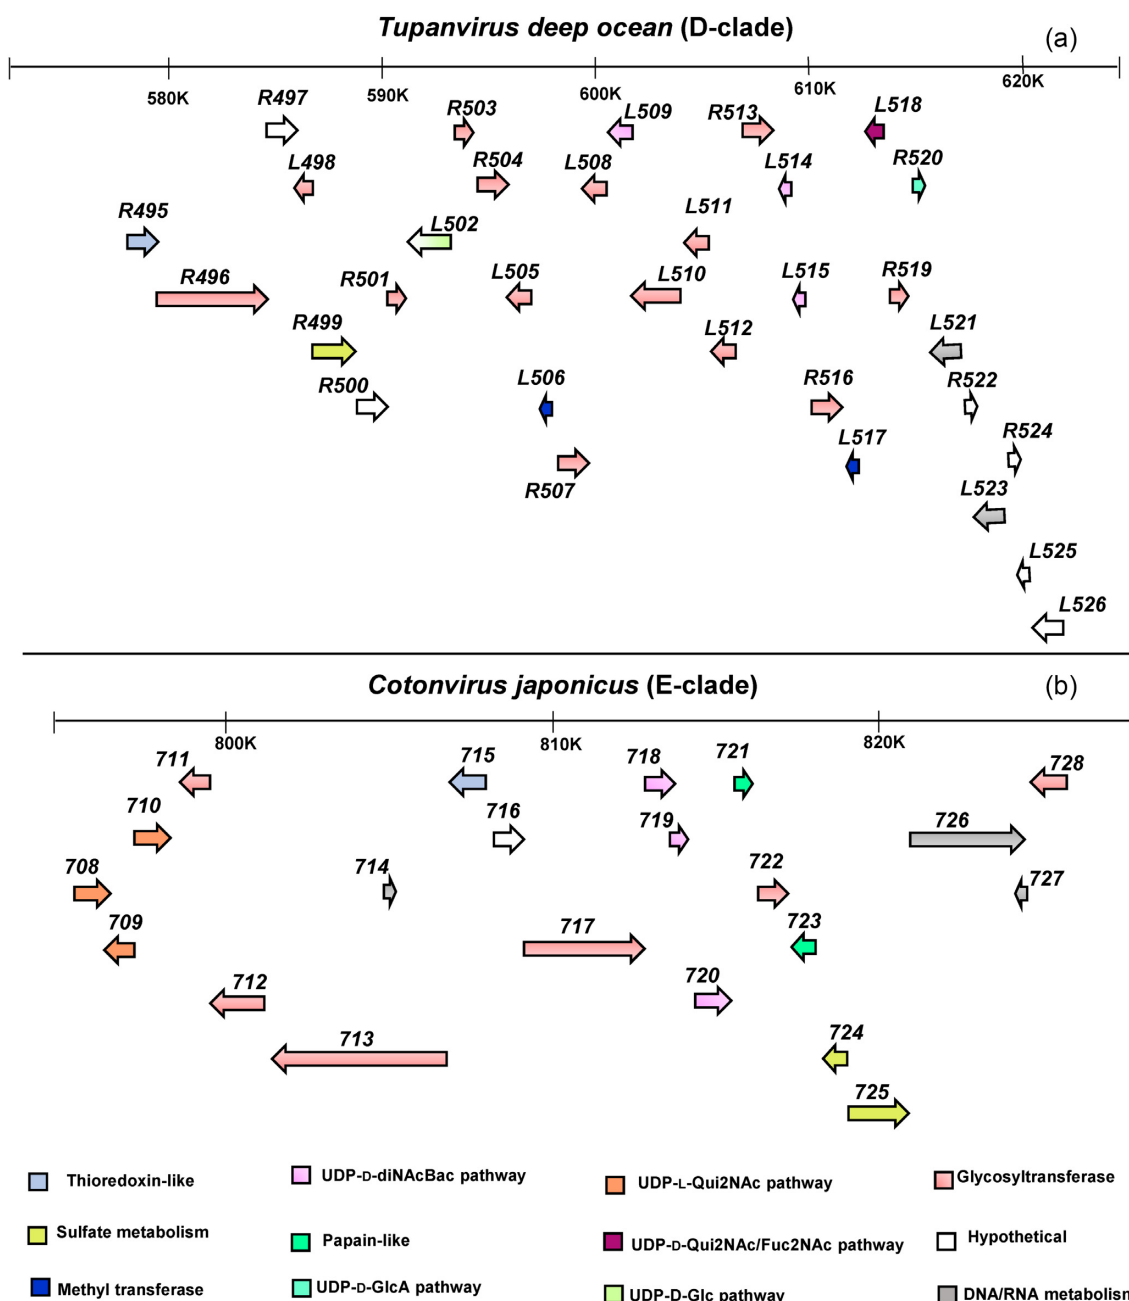 Tupanvirus deep ocean (D-clade)
(a)
580K 590K 600K 610K 620K
R497 R503 L509 R513 L518
L498 R504 L508 L514 R520
R495 L502 L511
R496 R501 L505 L510 L515 R519
R499 L512 L521
R500 L506 R516 R522
L517 R524
R507 L523
L525
L526
Cotonvirus japonicus (E-clade)
(b)
800K 810K 820K
711 715 718 721 728
710 716 719 726
708 714 722 727
709 717 723
712 720
713 724
725
Thioredoxin-like
UDP-D-diNAcBac pathway
UDP-L-Qui2NAc pathway
Glycosyltransferase
Sulfate metabolism
Papain-like
UDP-D-Qui2NAc/Fuc2NAc pathway
Hypothetical
Methyl transferase
UDP-D-GlcA pathway
UDP-D-Glc pathway
DNA/RNA metabolism